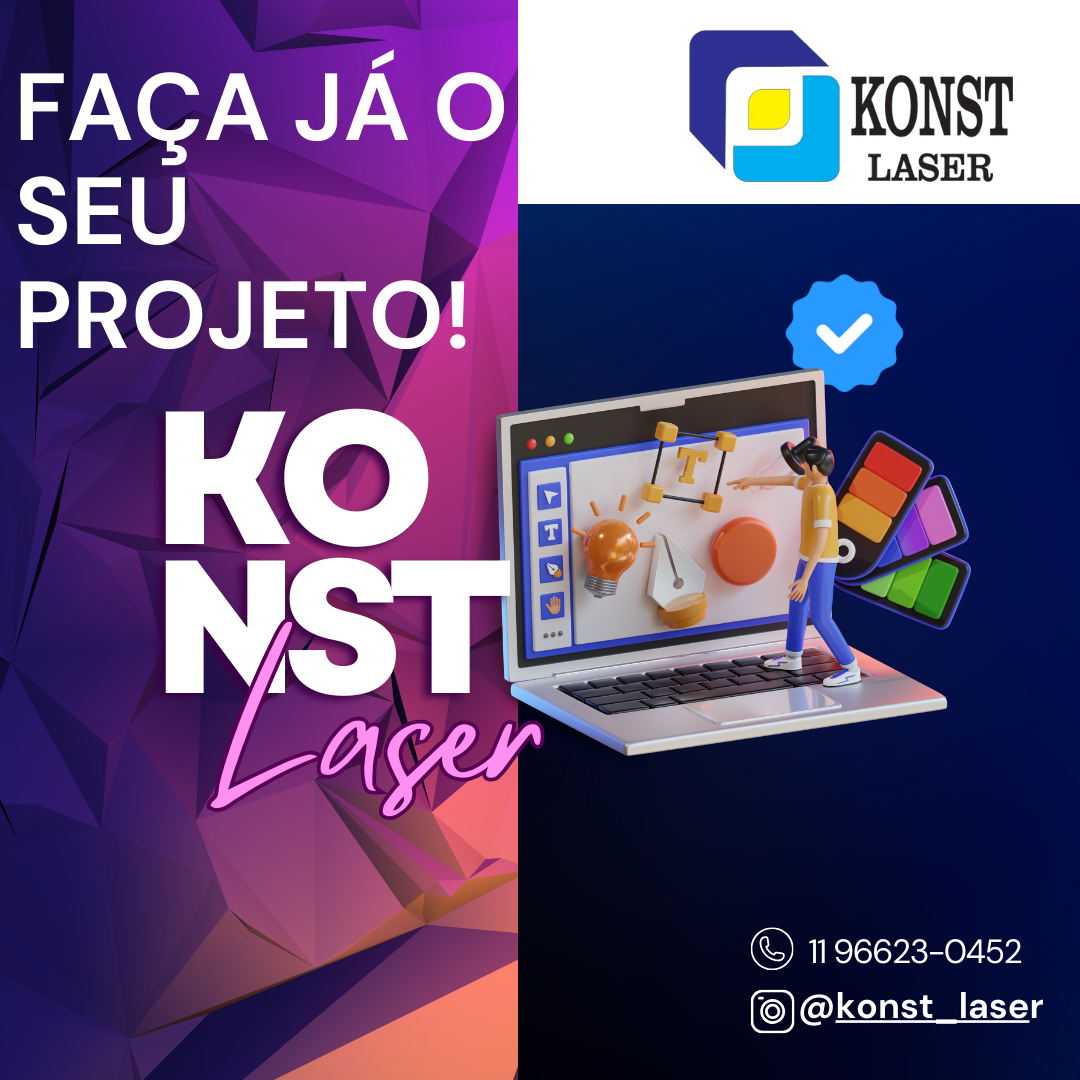 FAÇA JÁ O
SEU
PROJETO!
KONST
LASER
KO
NST
Laser
T
T
11 96623-0452
@konst_laser